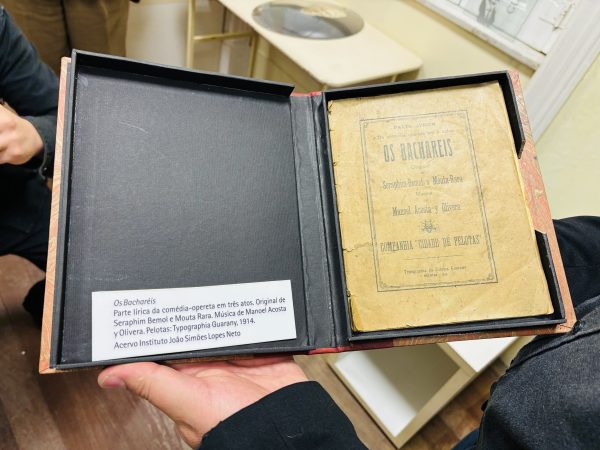 Os Bacharéis
Parte lírica da comédia-opereta em três atos. Original de
Seraphim Bemol e Mouta Rara. Música de Manoel Acosta
y Olivera. Pelotas: Typographia Guarany, 1914.
Acervo Instituto João Simões Lopes Neto
OS BACHAREIS
Seraphim Bemol e Mouta-Rara
Manoel Acosta y Olivera
COMPANHIA "CIDADE DE PELOTAS"